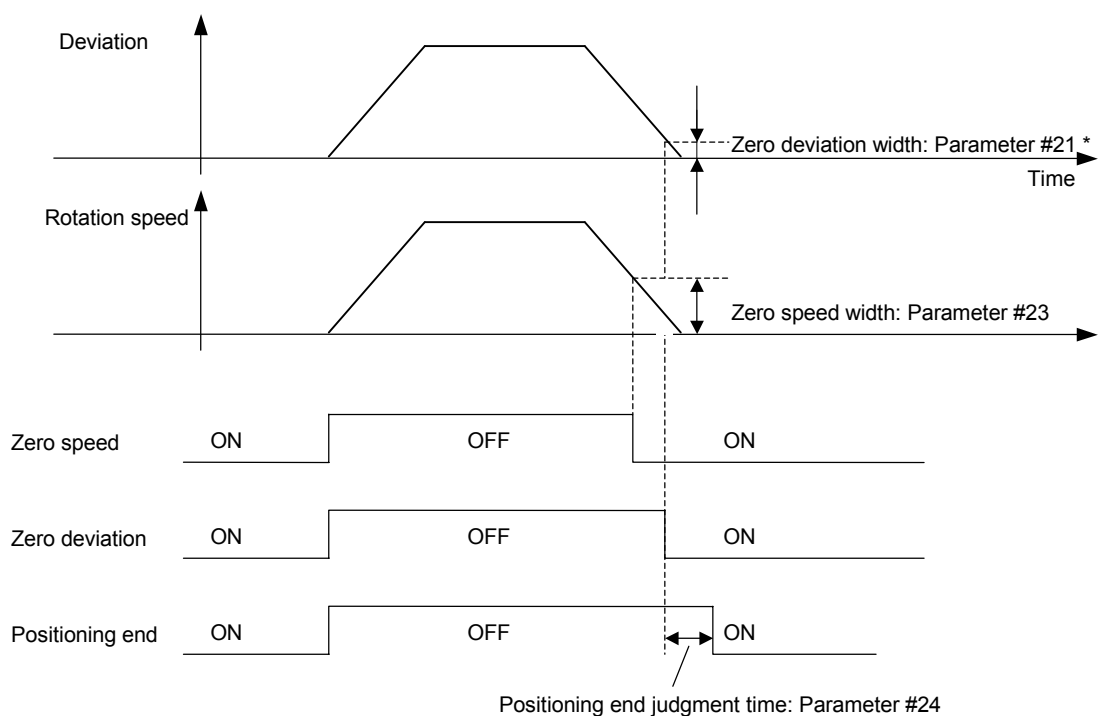 Deviation
Zero deviation width: Parameter #21 *
Time
Rotation speed
Zero speed width: Parameter #23
Zero speed ON OFF ON
Zero deviation ON OFF ON
Positioning end ON OFF ON
Positioning end judgment time: Parameter #24